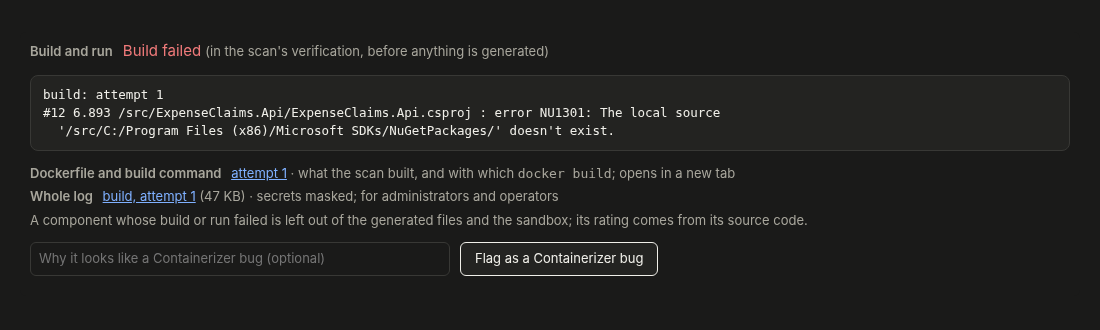 Build and run Build failed (in the scan's verification, before anything is generated)
build: attempt 1
#12 6.893 /src/ExpenseClaims.Api/ExpenseClaims.Api.csproj : error NU1301: The local source
'/src/C:/Program Files (x86)/Microsoft SDKs/NuGetPackages/' doesn't exist.
Dockerfile and build command attempt 1 · what the scan built, and with which docker build; opens in a new tab
Whole log build, attempt 1 (47 KB) · secrets masked; for administrators and operators
A component whose build or run failed is left out of the generated files and the sandbox; its rating comes from its source code.
Why it looks like a Containerizer bug (optional) Flag as a Containerizer bug